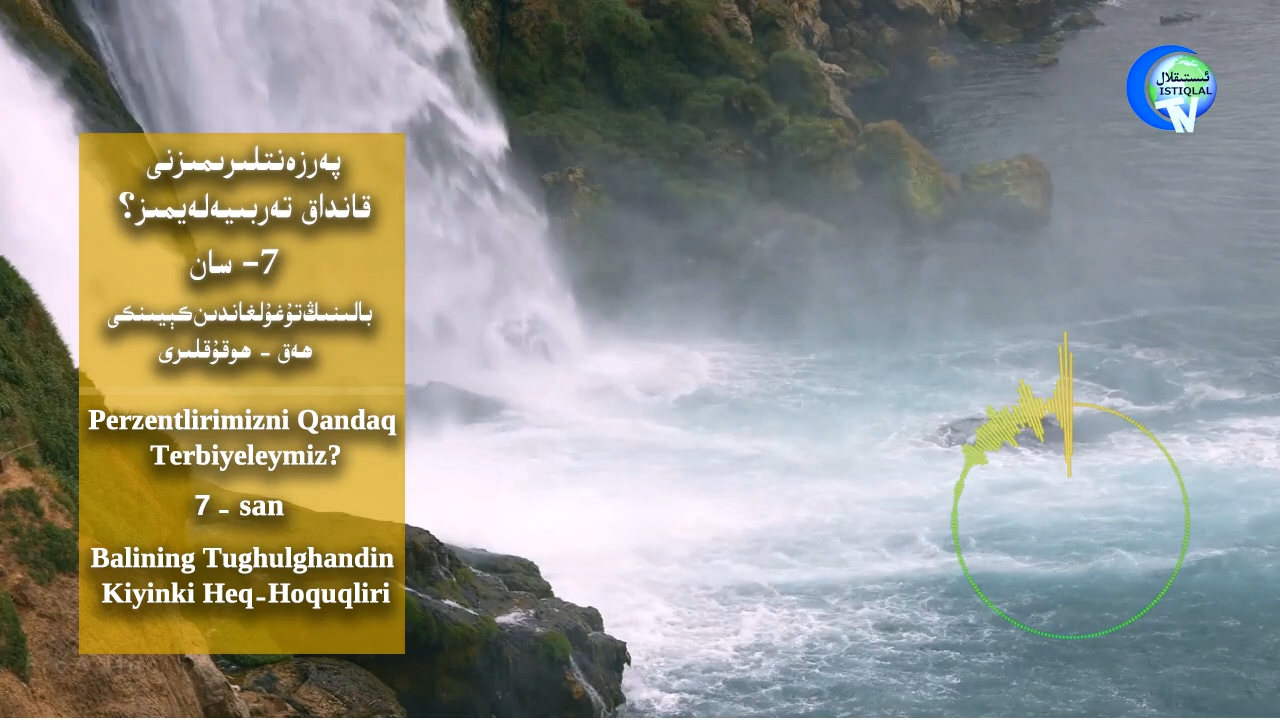 پەرزەنتلىرىمىزنى
قانداق تەربىيەلەيمىز؟
7- سان
بالىنىڭ تۇغۇلغاندىن كېيىنكى
ھەق - ھوقۇقلىرى
Perzentlirimizni Qandaq
Terbiyeleymiz?
7 - san
Balining Tughulghandin
Kiyinki Heq-Hoquqliri
ئىستىقلال
ISTIQLAL
TV